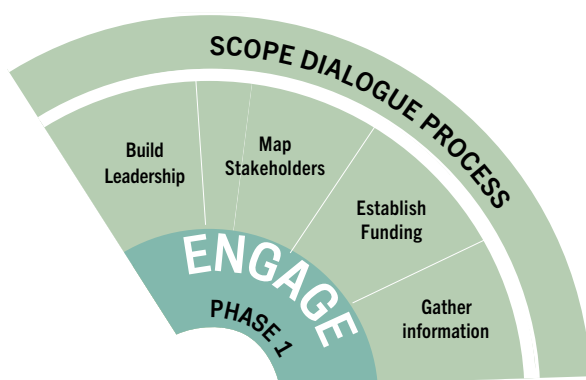 SCOPE DIALOGUE PROCESS
Build
Leadership
Map
Stakeholders
Establish
Funding
Gather
information
ENGAGE
PHASE 1